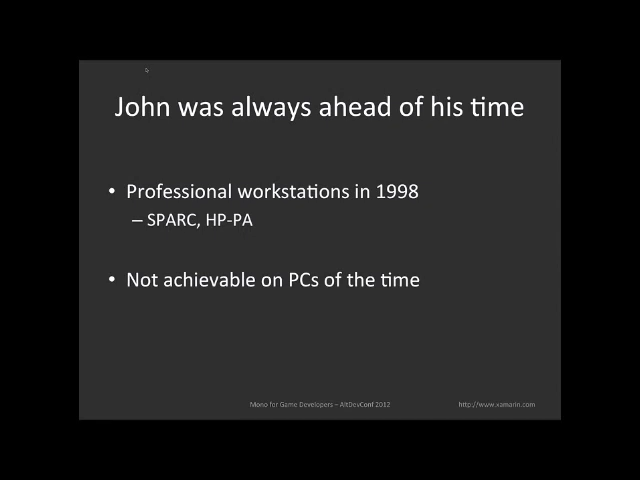 John was always ahead of his time
• Professional workstations in 1998
– SPARC, HP-PA
• Not achievable on PCs of the time
Mono for Game Developers – AltDevConf 2012
http://www.xamarin.com